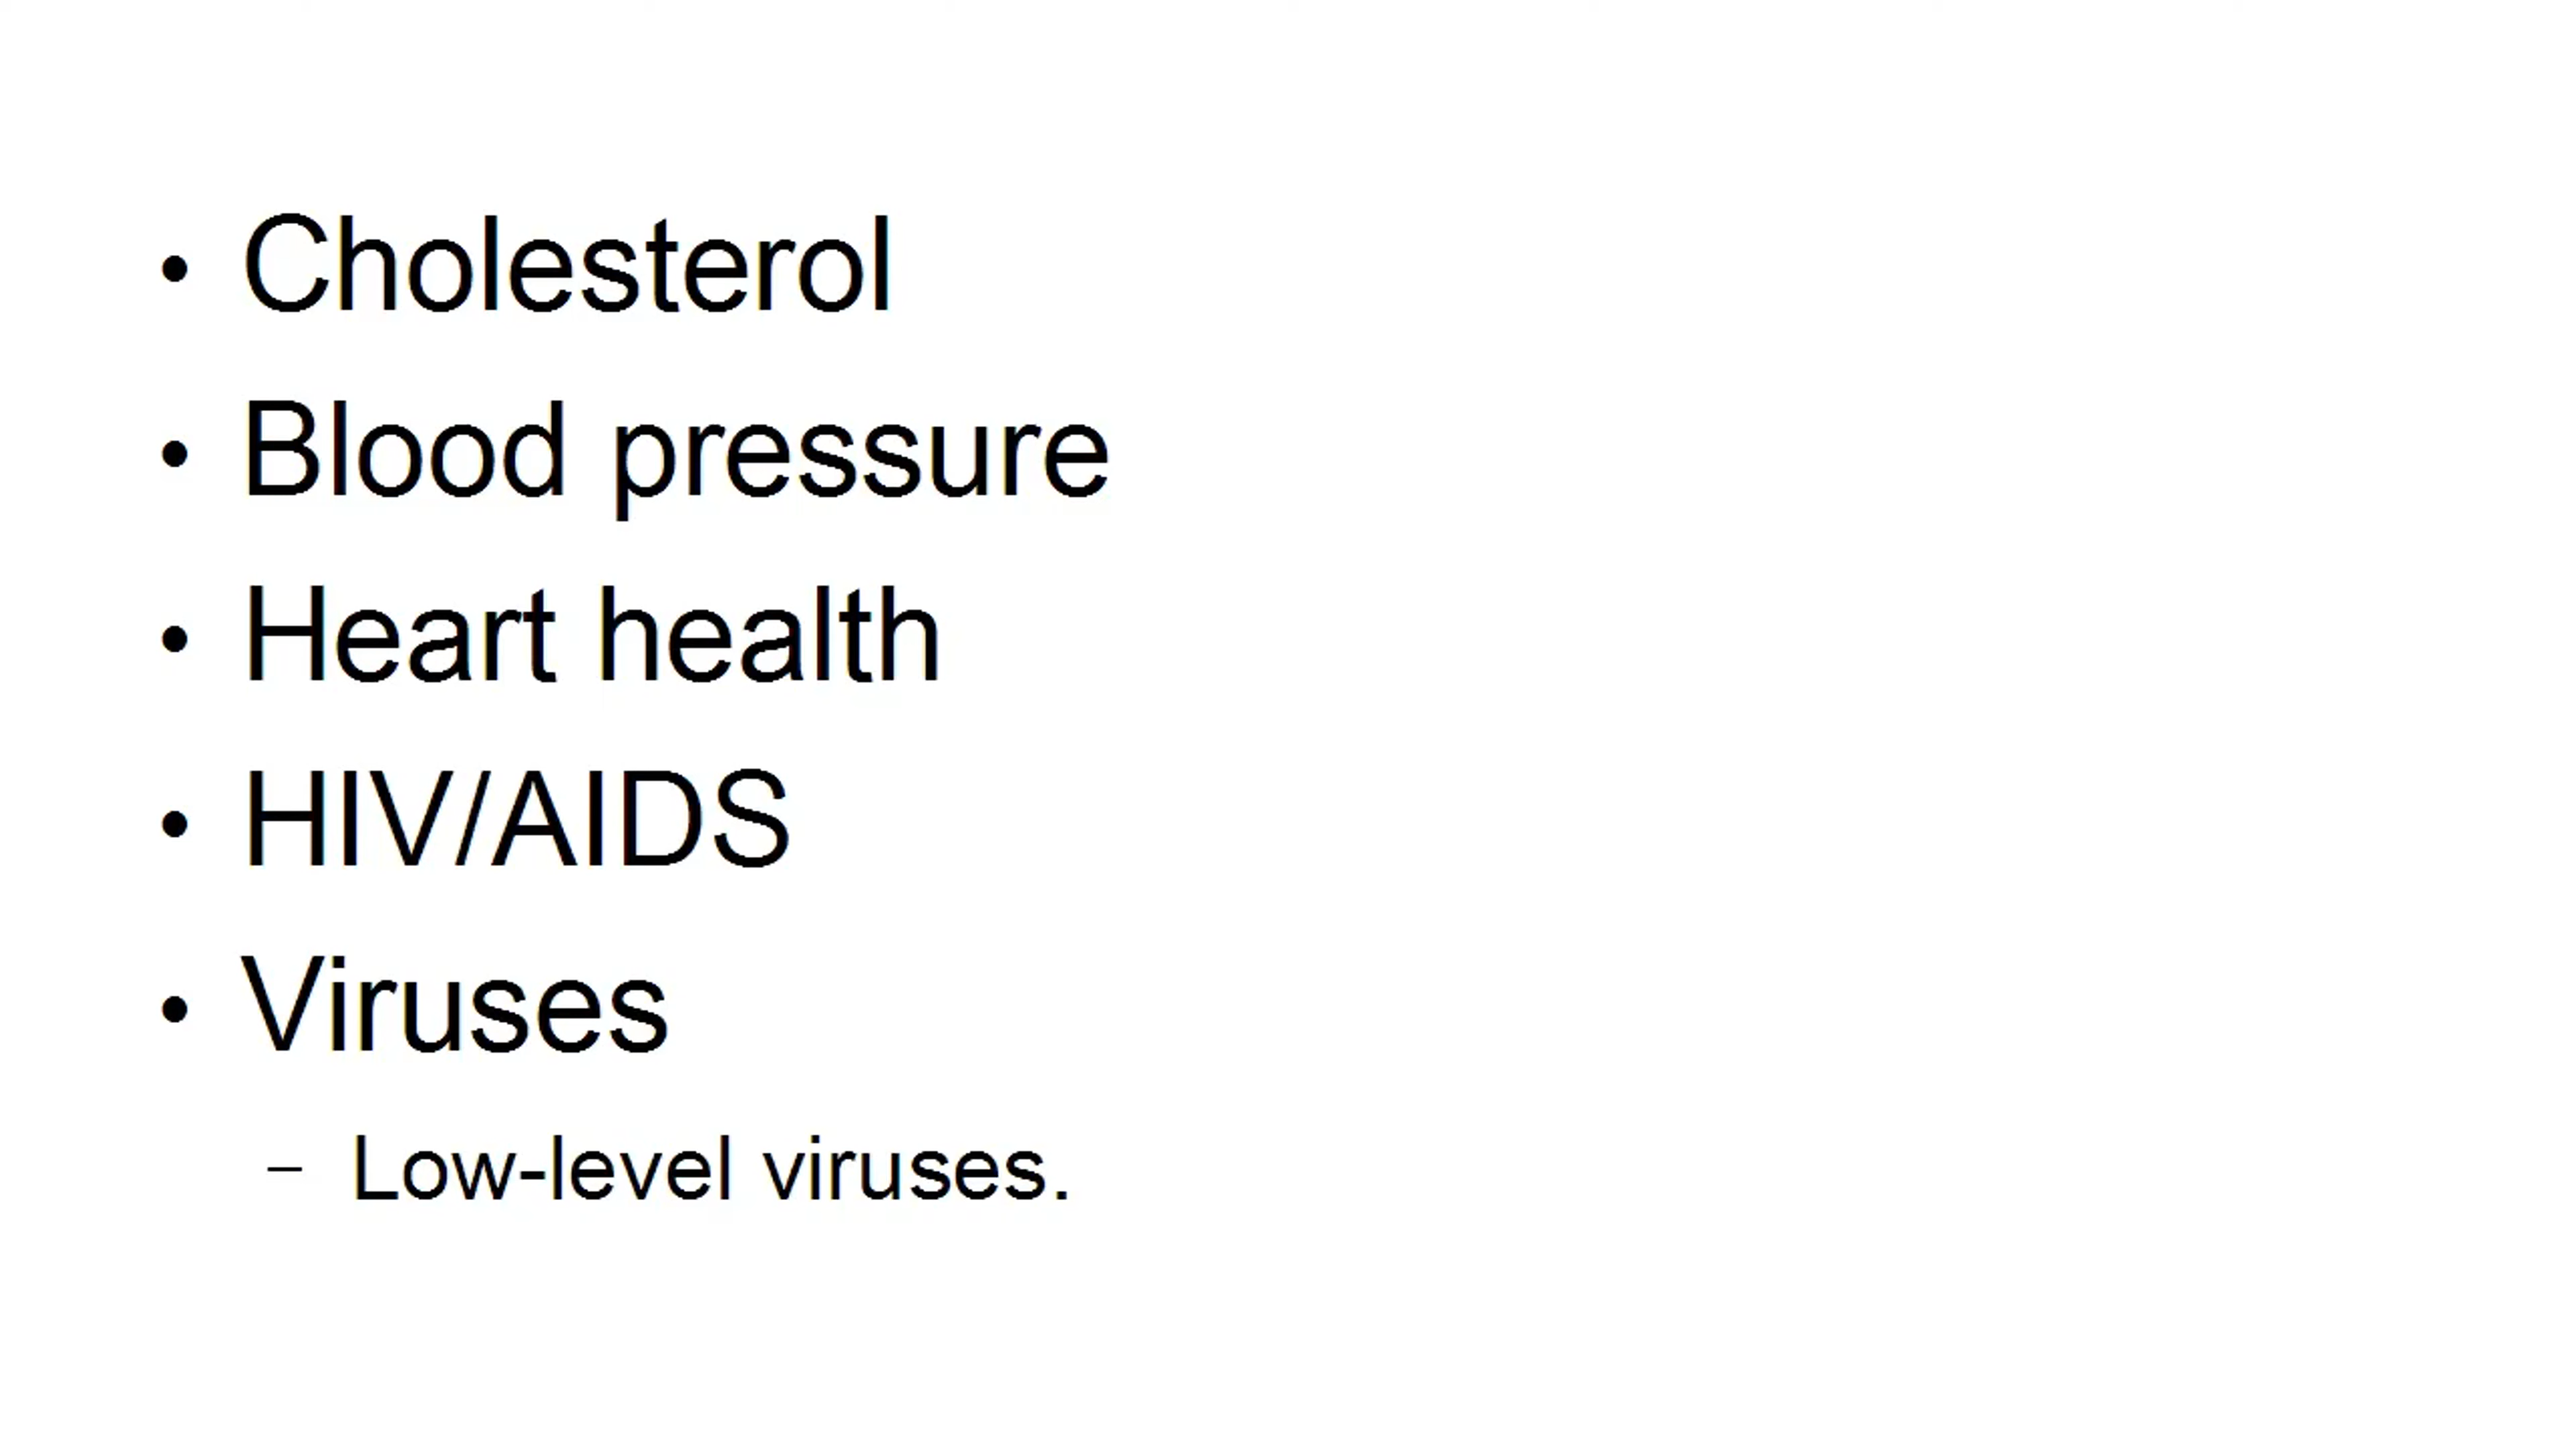 • Cholesterol
• Blood pressure
• Heart health
• HIV/AIDS
• Viruses
– Low-level viruses.